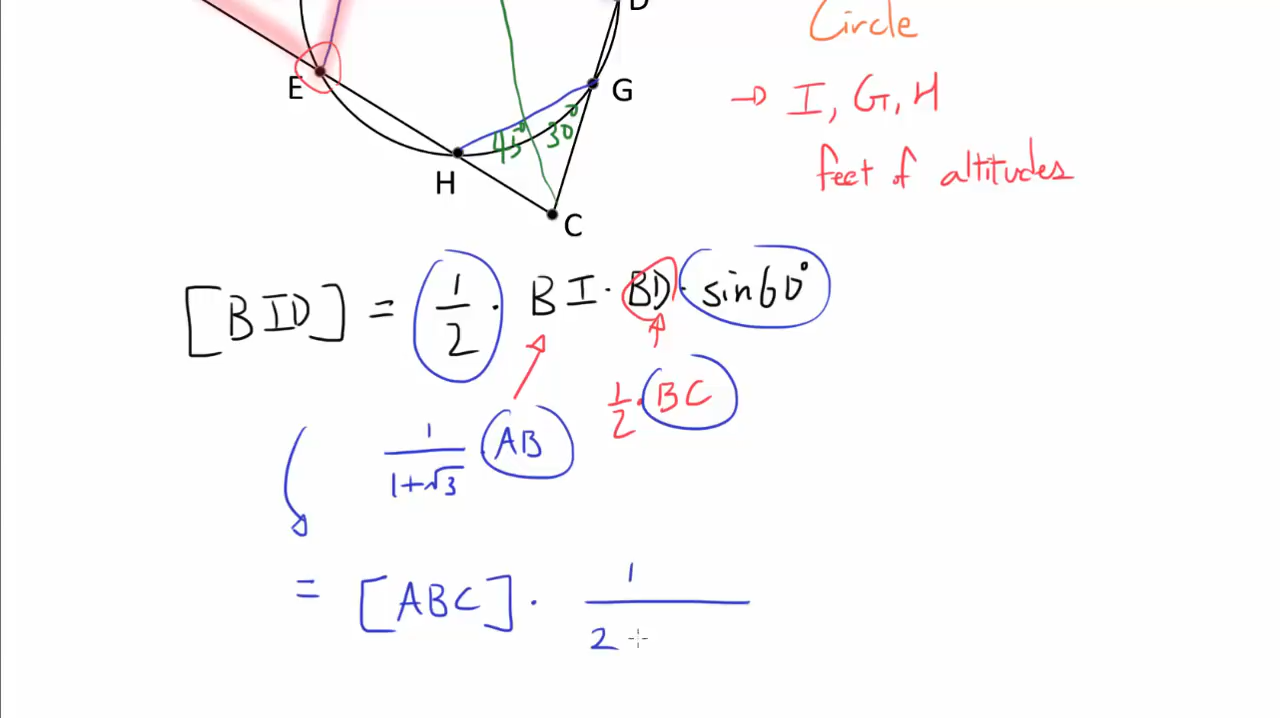 D
Circle
E
G
→ I, G, H
45° 30°
feet of altitudes
H
C
[BID] = 1/2 · BI · BD · sin60°
1/2 · BC
1/(1+√3) · AB
= [ABC] · 1/2